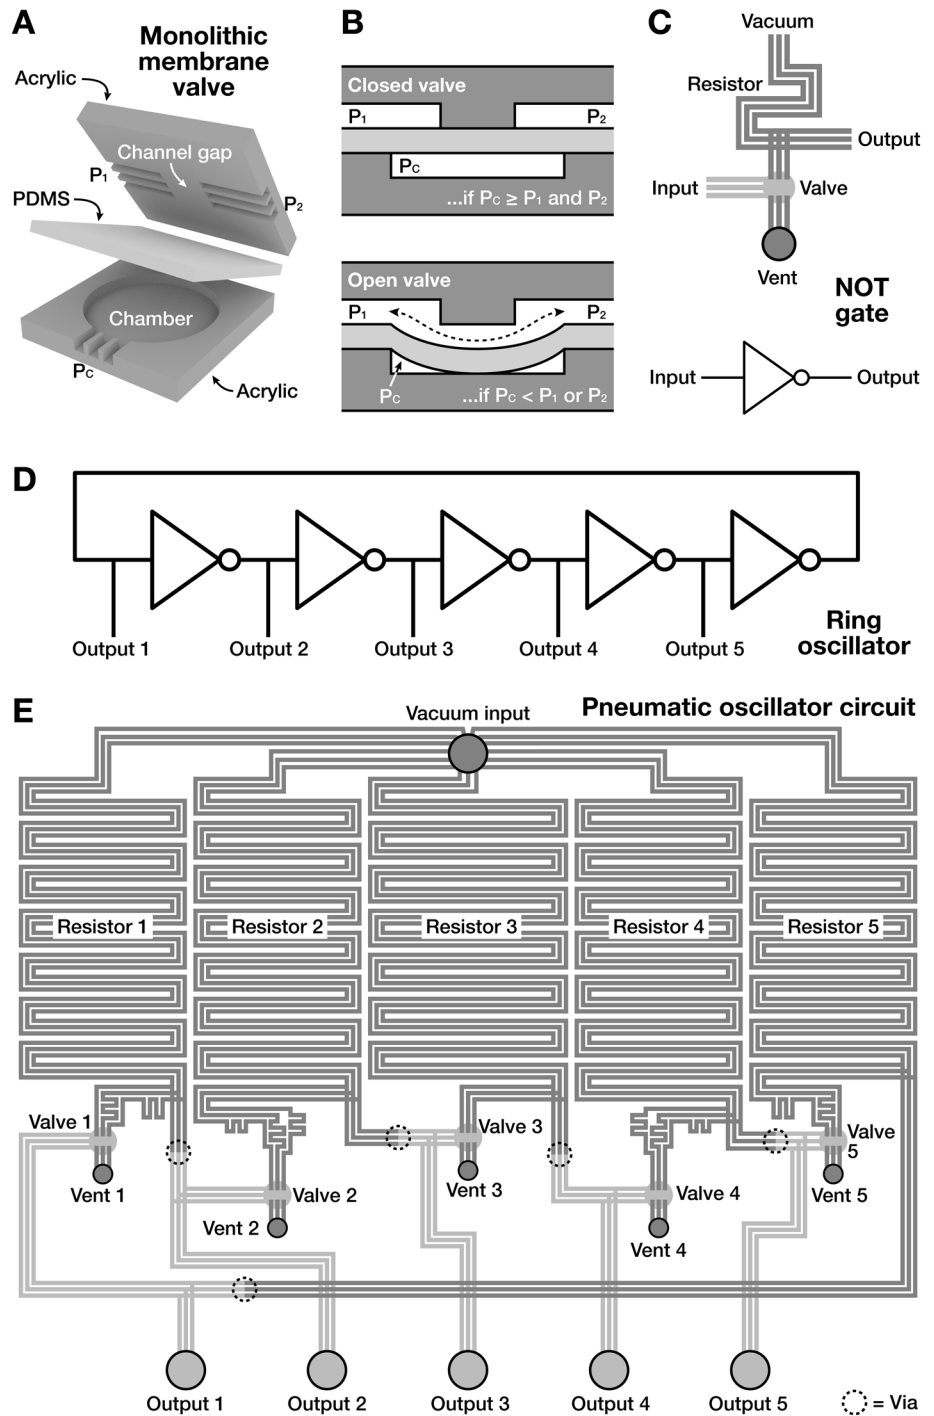 A
Monolithic
membrane
valve
Acrylic
Channel gap
P1
P2
PDMS
Chamber
PC
Acrylic
B
Closed valve
P1
P2
PC
...if PC ≥ P1 and P2
Open valve
P1
P2
PC
...if PC < P1 or P2
C
Vacuum
Resistor
Output
Input
Valve
Vent
NOT
gate
Input
Output
D
Output 1
Output 2
Output 3
Output 4
Output 5
Ring
oscillator
E
Pneumatic oscillator circuit
Vacuum input
Resistor 1
Resistor 2
Resistor 3
Resistor 4
Resistor 5
Valve 1
Vent 1
Valve 2
Vent 2
Valve 3
Vent 3
Valve 4
Vent 4
Valve
5
Vent 5
Output 1
Output 2
Output 3
Output 4
Output 5
= Via